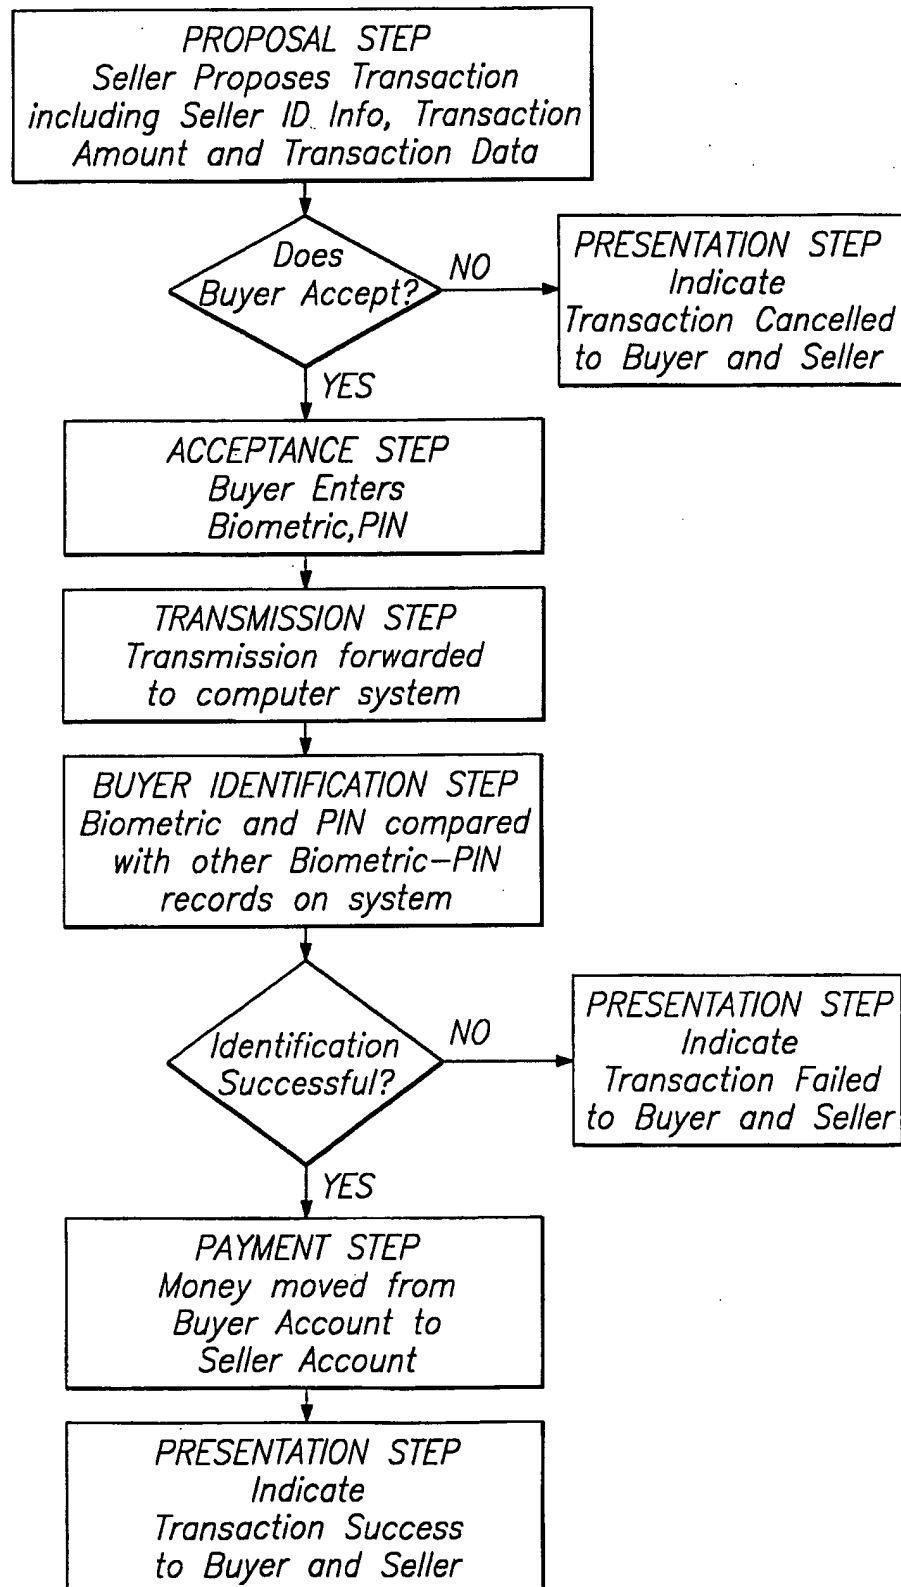 PROPOSAL STEP
Seller Proposes Transaction
including Seller ID Info, Transaction
Amount and Transaction Data
Does
Buyer Accept?
NO
PRESENTATION STEP
Indicate
Transaction Cancelled
to Buyer and Seller
YES
ACCEPTANCE STEP
Buyer Enters
Biometric,PIN
TRANSMISSION STEP
Transmission forwarded
to computer system
BUYER IDENTIFICATION STEP
Biometric and PIN compared
with other Biometric-PIN
records on system
Identification
Successful?
NO
PRESENTATION STEP
Indicate
Transaction Failed
to Buyer and Seller
YES
PAYMENT STEP
Money moved from
Buyer Account to
Seller Account
PRESENTATION STEP
Indicate
Transaction Success
to Buyer and Seller